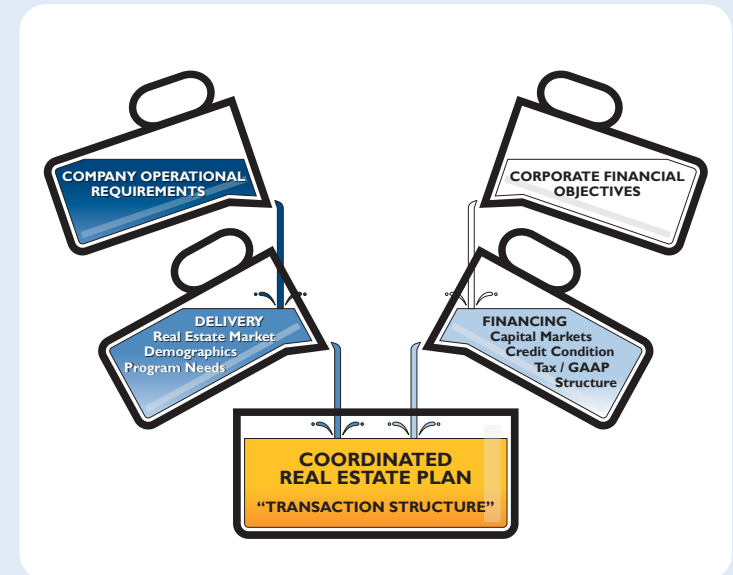 COMPANY OPERATIONAL
REQUIREMENTS
CORPORATE FINANCIAL
OBJECTIVES
DELIVERY
Real Estate Market
Demographics
Program Needs
FINANCING
Capital Markets
Credit Condition
Tax / GAAP
Structure
COORDINATED
REAL ESTATE PLAN
“TRANSACTION STRUCTURE”